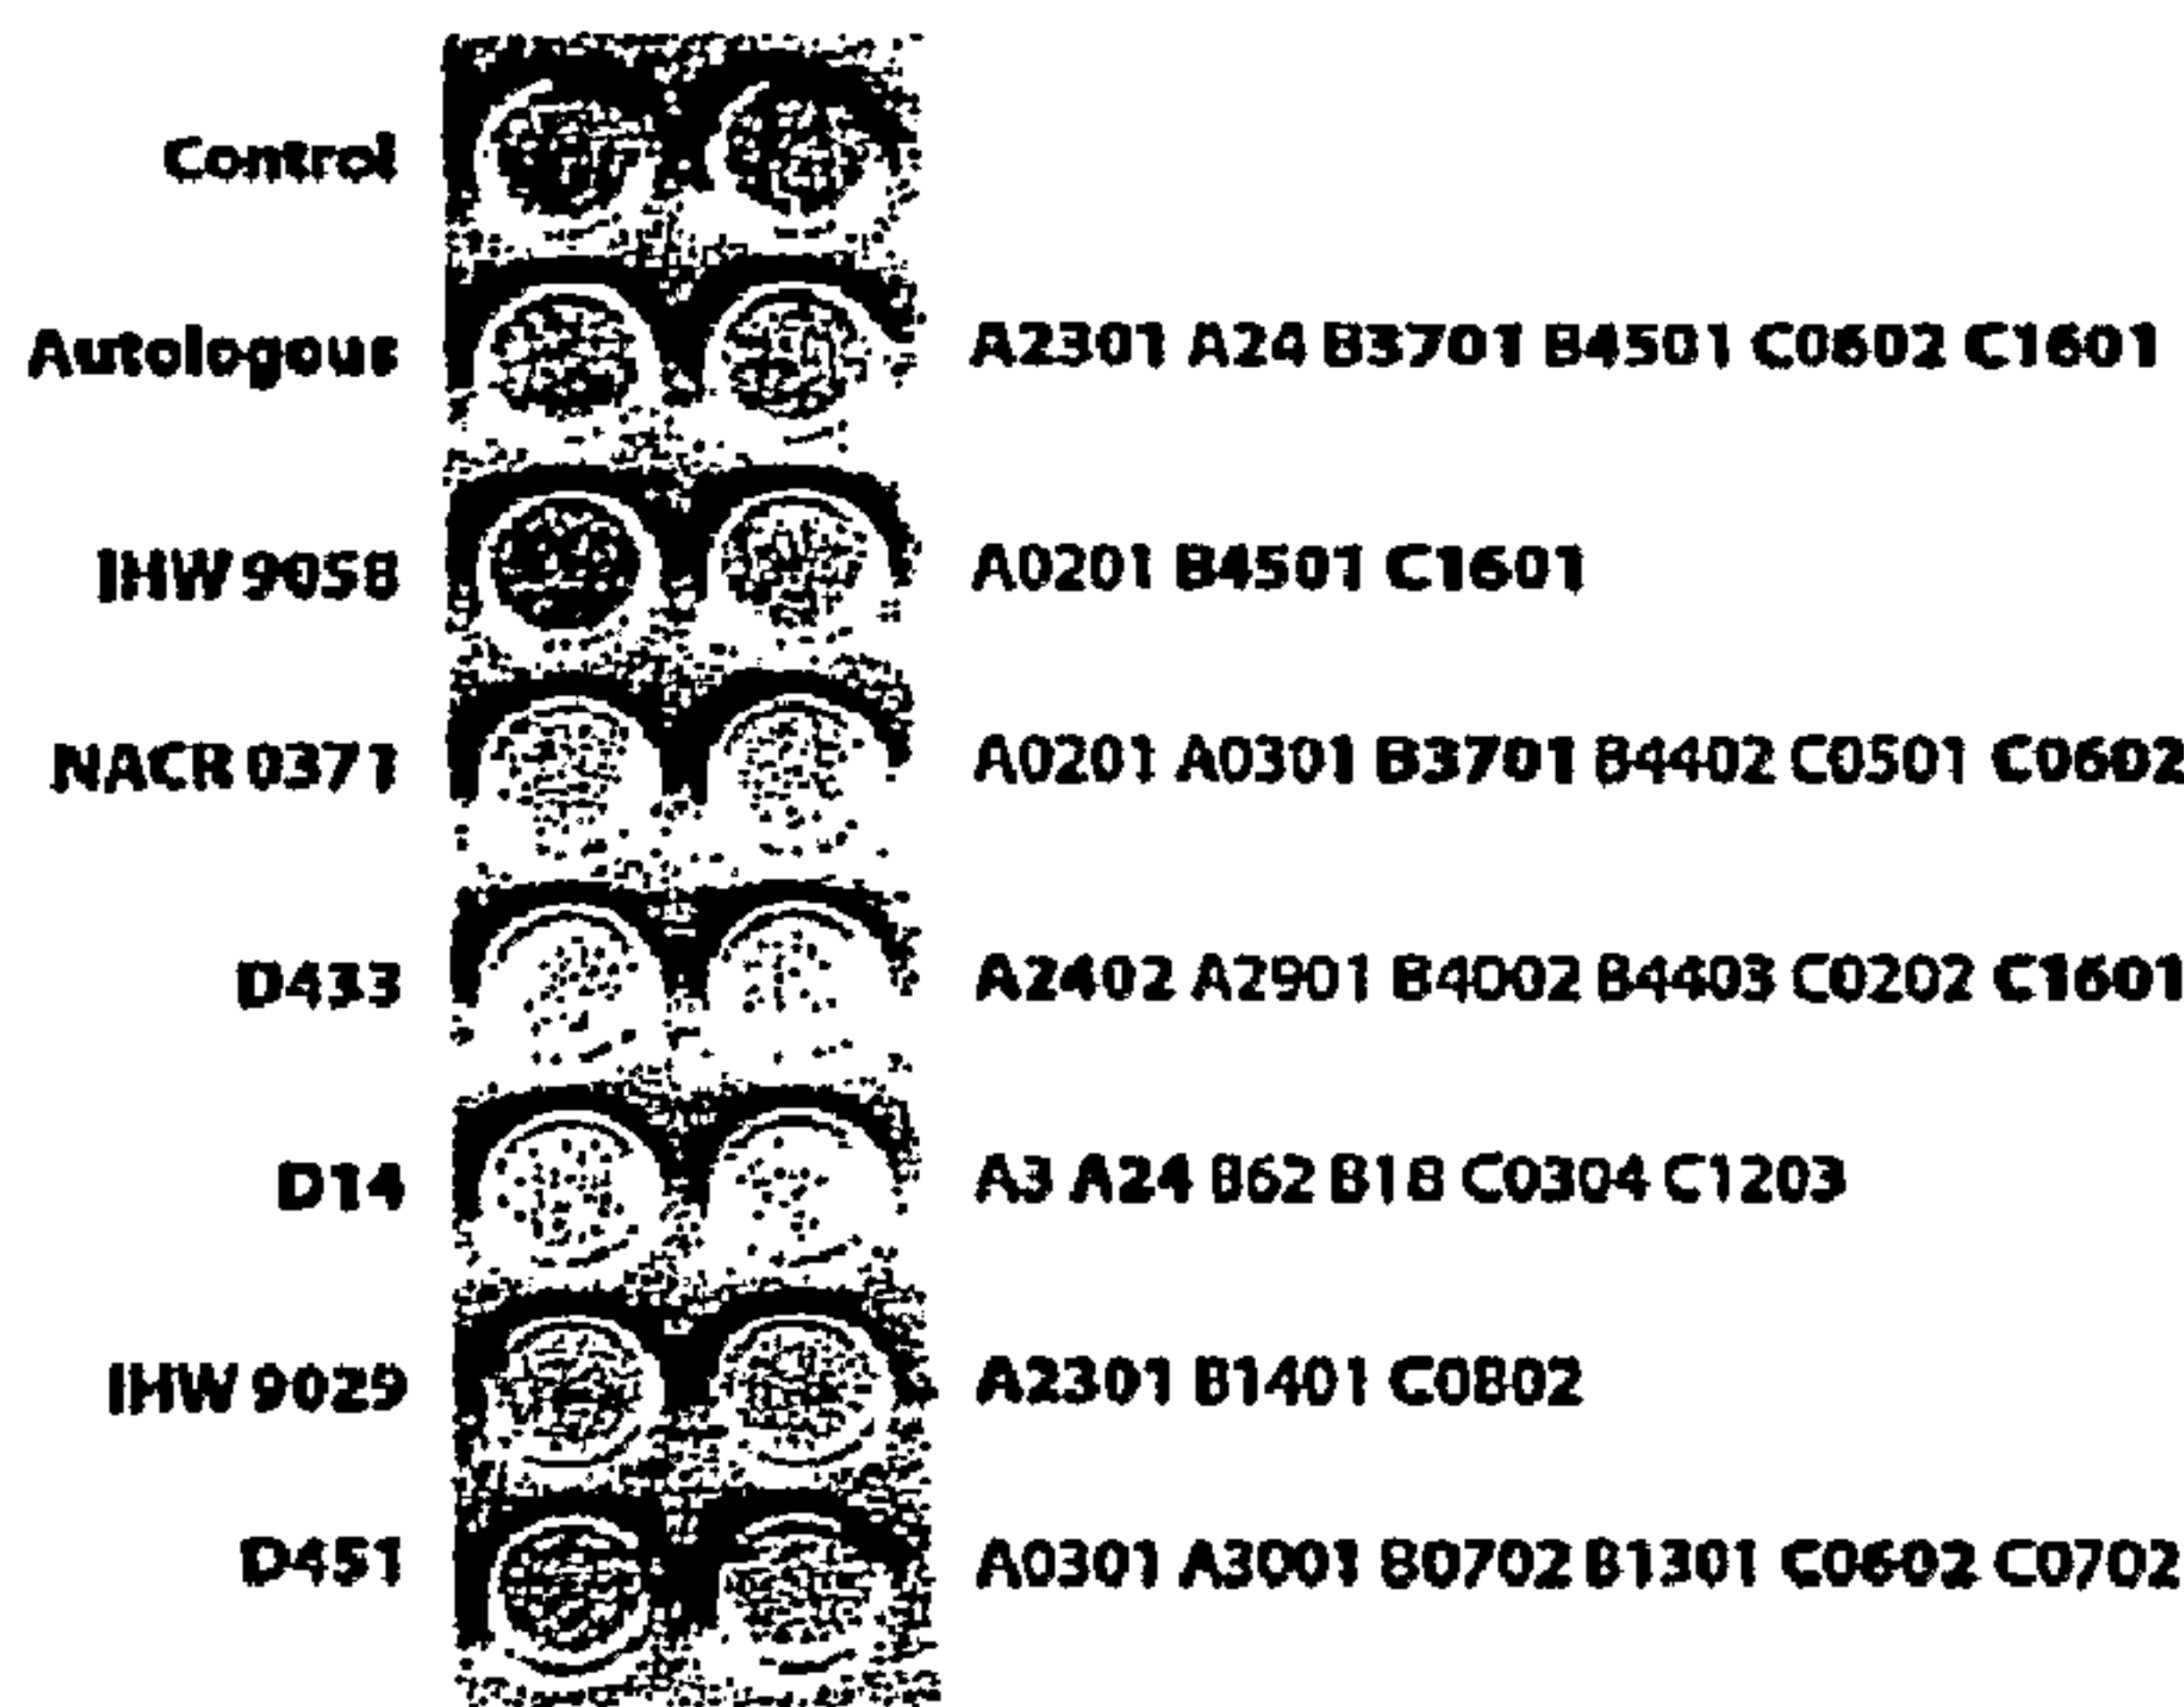 Control
Autologous A2301 A24 B3701 B4501 C0602 C1601
IHW 9058 A0201 B4501 C1601
NACR 0371 A0201 A0301 B3701 B4402 C0501 C0602
D433 A2402 A2901 B4002 B4403 C0202 C1601
D14 A3 A24 B62 B18 C0304 C1203
IHW 9029 A2301 B1401 C0802
D451 A0301 A3001 B0702 B1301 C0602 C0702